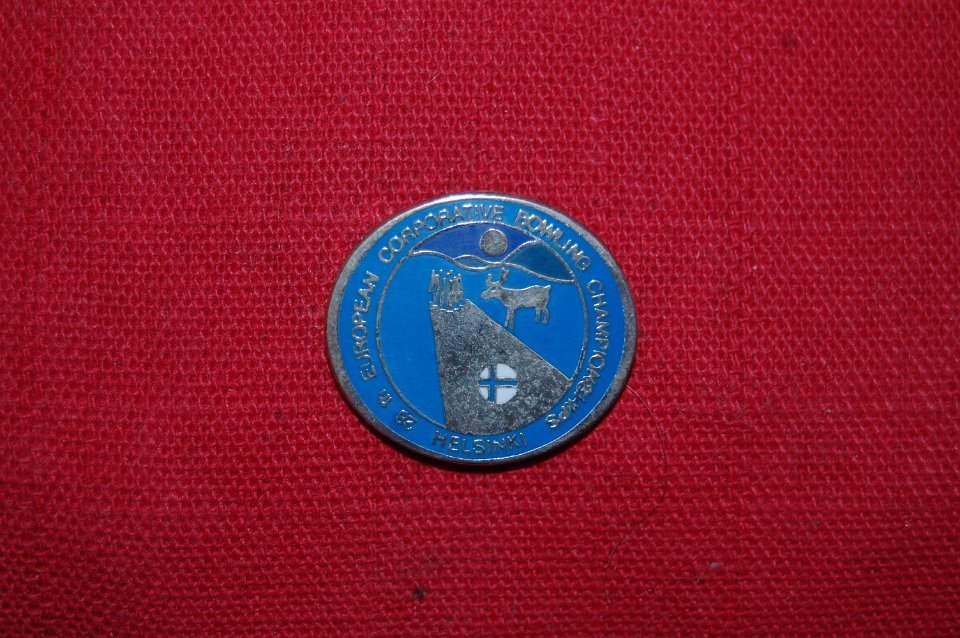 EUROPEAN CORPORATIVE BOWLING CHAMPIONSHIPS
HELSINKI